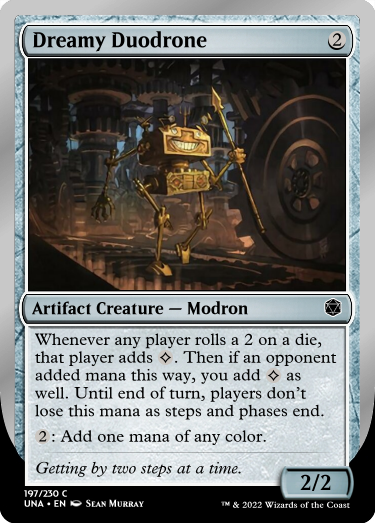 Dreamy Duodrone 2
Artifact Creature — Modron
Whenever any player rolls a 2 on a die,
that player adds . Then if an opponent
added mana this way, you add as
well. Until end of turn, players don't
lose this mana as steps and phases end.
2: Add one mana of any color.
Getting by two steps at a time.
2/2
197/230 C
UNA • EN SEAN MURRAY
™ & 2022 Wizards of the Coast